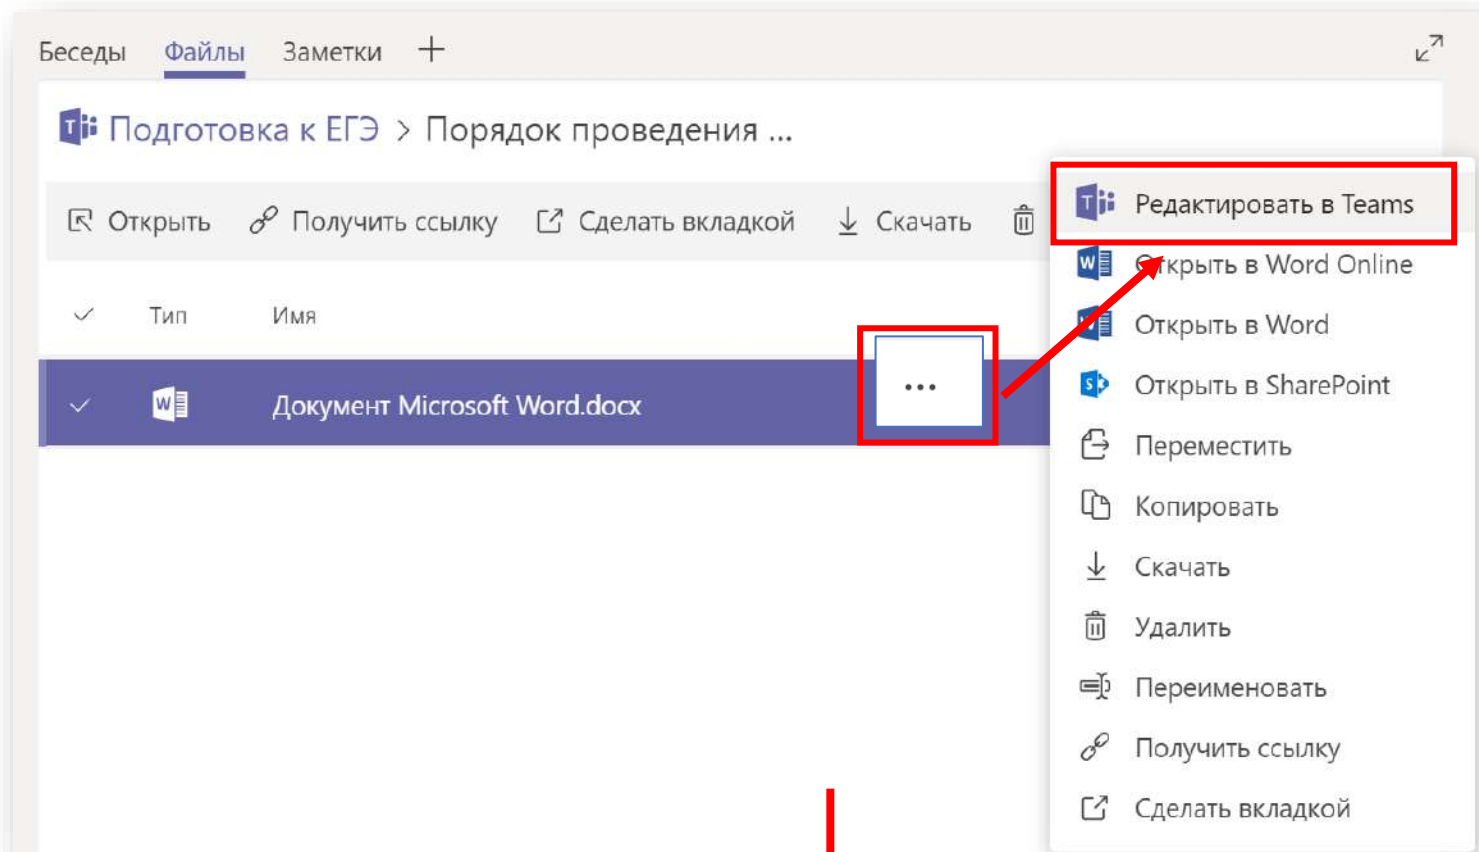 Беседы Файлы Заметки
Подготовка к ЕГЭ > Порядок проведения ...
Открыть Получить ссылку Сделать вкладкой Скачать
Тип Имя
Документ Microsoft Word.docx ...
Редактировать в Teams
Открыть в Word Online
Открыть в Word
Открыть в SharePoint
Переместить
Копировать
Скачать
Удалить
Переименовать
Получить ссылку
Сделать вкладкой